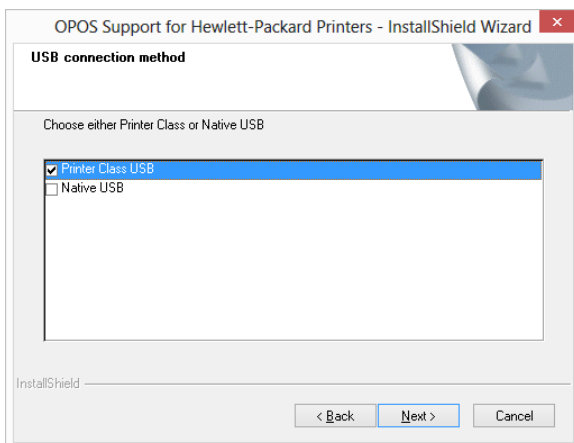 OPOS Support for Hewlett-Packard Printers - InstallShield Wizard
USB connection method
Choose either Printer Class or Native USB
Printer Class USB
Native USB
InstallShield
< Back Next > Cancel